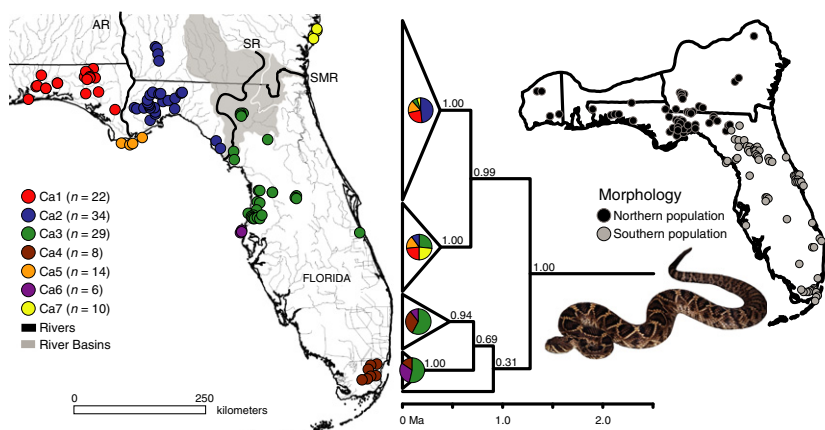 AR
SR
SMR
Ca1 (n = 22)
Ca2 (n = 34)
Ca3 (n = 29)
Ca4 (n = 8)
Ca5 (n = 14)
Ca6 (n = 6)
Ca7 (n = 10)
Rivers
River Basins
FLORIDA
0 250
kilometers
1.00
0.99
1.00
1.00
0.94
0.69
1.00
0.31
0 Ma 1.0 2.0
Morphology
Northern population
Southern population